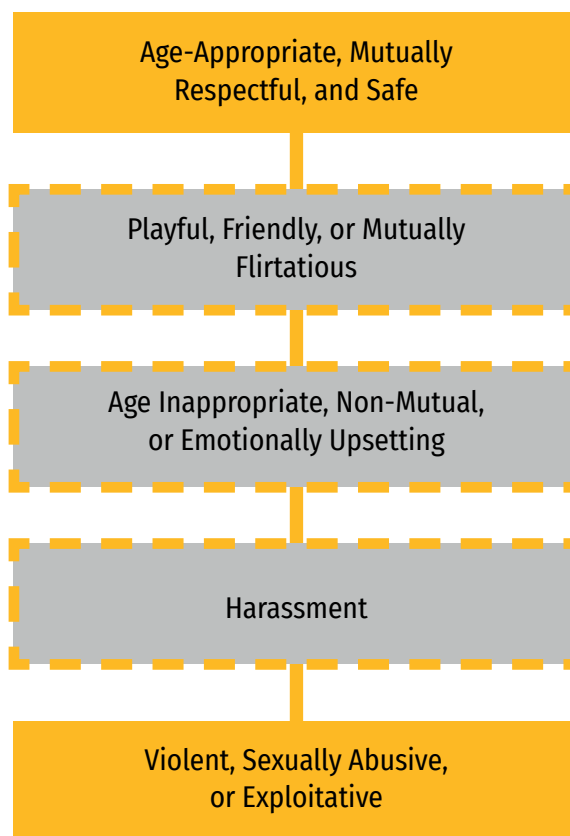 Age-Appropriate, Mutually
Respectful, and Safe
Playful, Friendly, or Mutually
Flirtatious
Age Inappropriate, Non-Mutual,
or Emotionally Upsetting
Harassment
Violent, Sexually Abusive,
or Exploitative